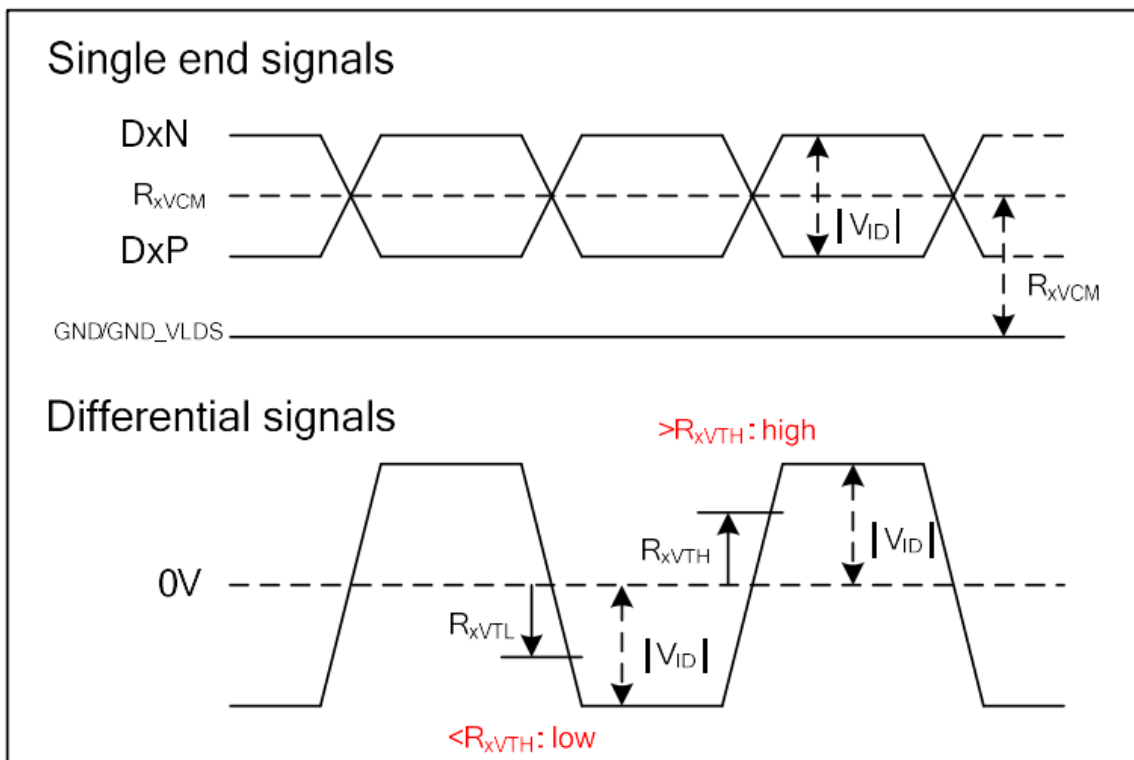 Single end signals
DxN
RxVCM
DxP
|VID|
RxVCM
GND/GND_VLDS
Differential signals
>RxVTH: high
0V
RxVTL
|VID|
RxVTH
|VID|
<RxVTH: low